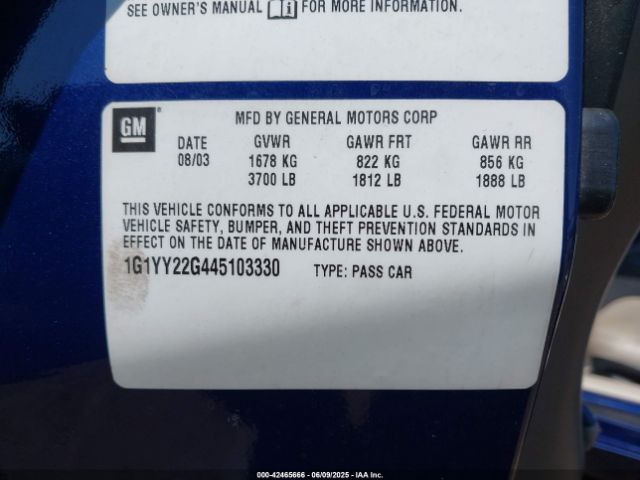 SEE OWNER'S MANUAL i FOR MORE INFORMATION.
GM
MFD BY GENERAL MOTORS CORP
DATE GVWR GAWR FRT GAWR RR
08/03 1678 KG 822 KG 856 KG
3700 LB 1812 LB 1888 LB
THIS VEHICLE CONFORMS TO ALL APPLICABLE U.S. FEDERAL MOTOR
VEHICLE SAFETY, BUMPER, AND THEFT PREVENTION STANDARDS IN
EFFECT ON THE DATE OF MANUFACTURE SHOWN ABOVE.
1G1YY22G445103330 TYPE: PASS CAR
000-42465666 - 06/09/2025 - IAA Inc.